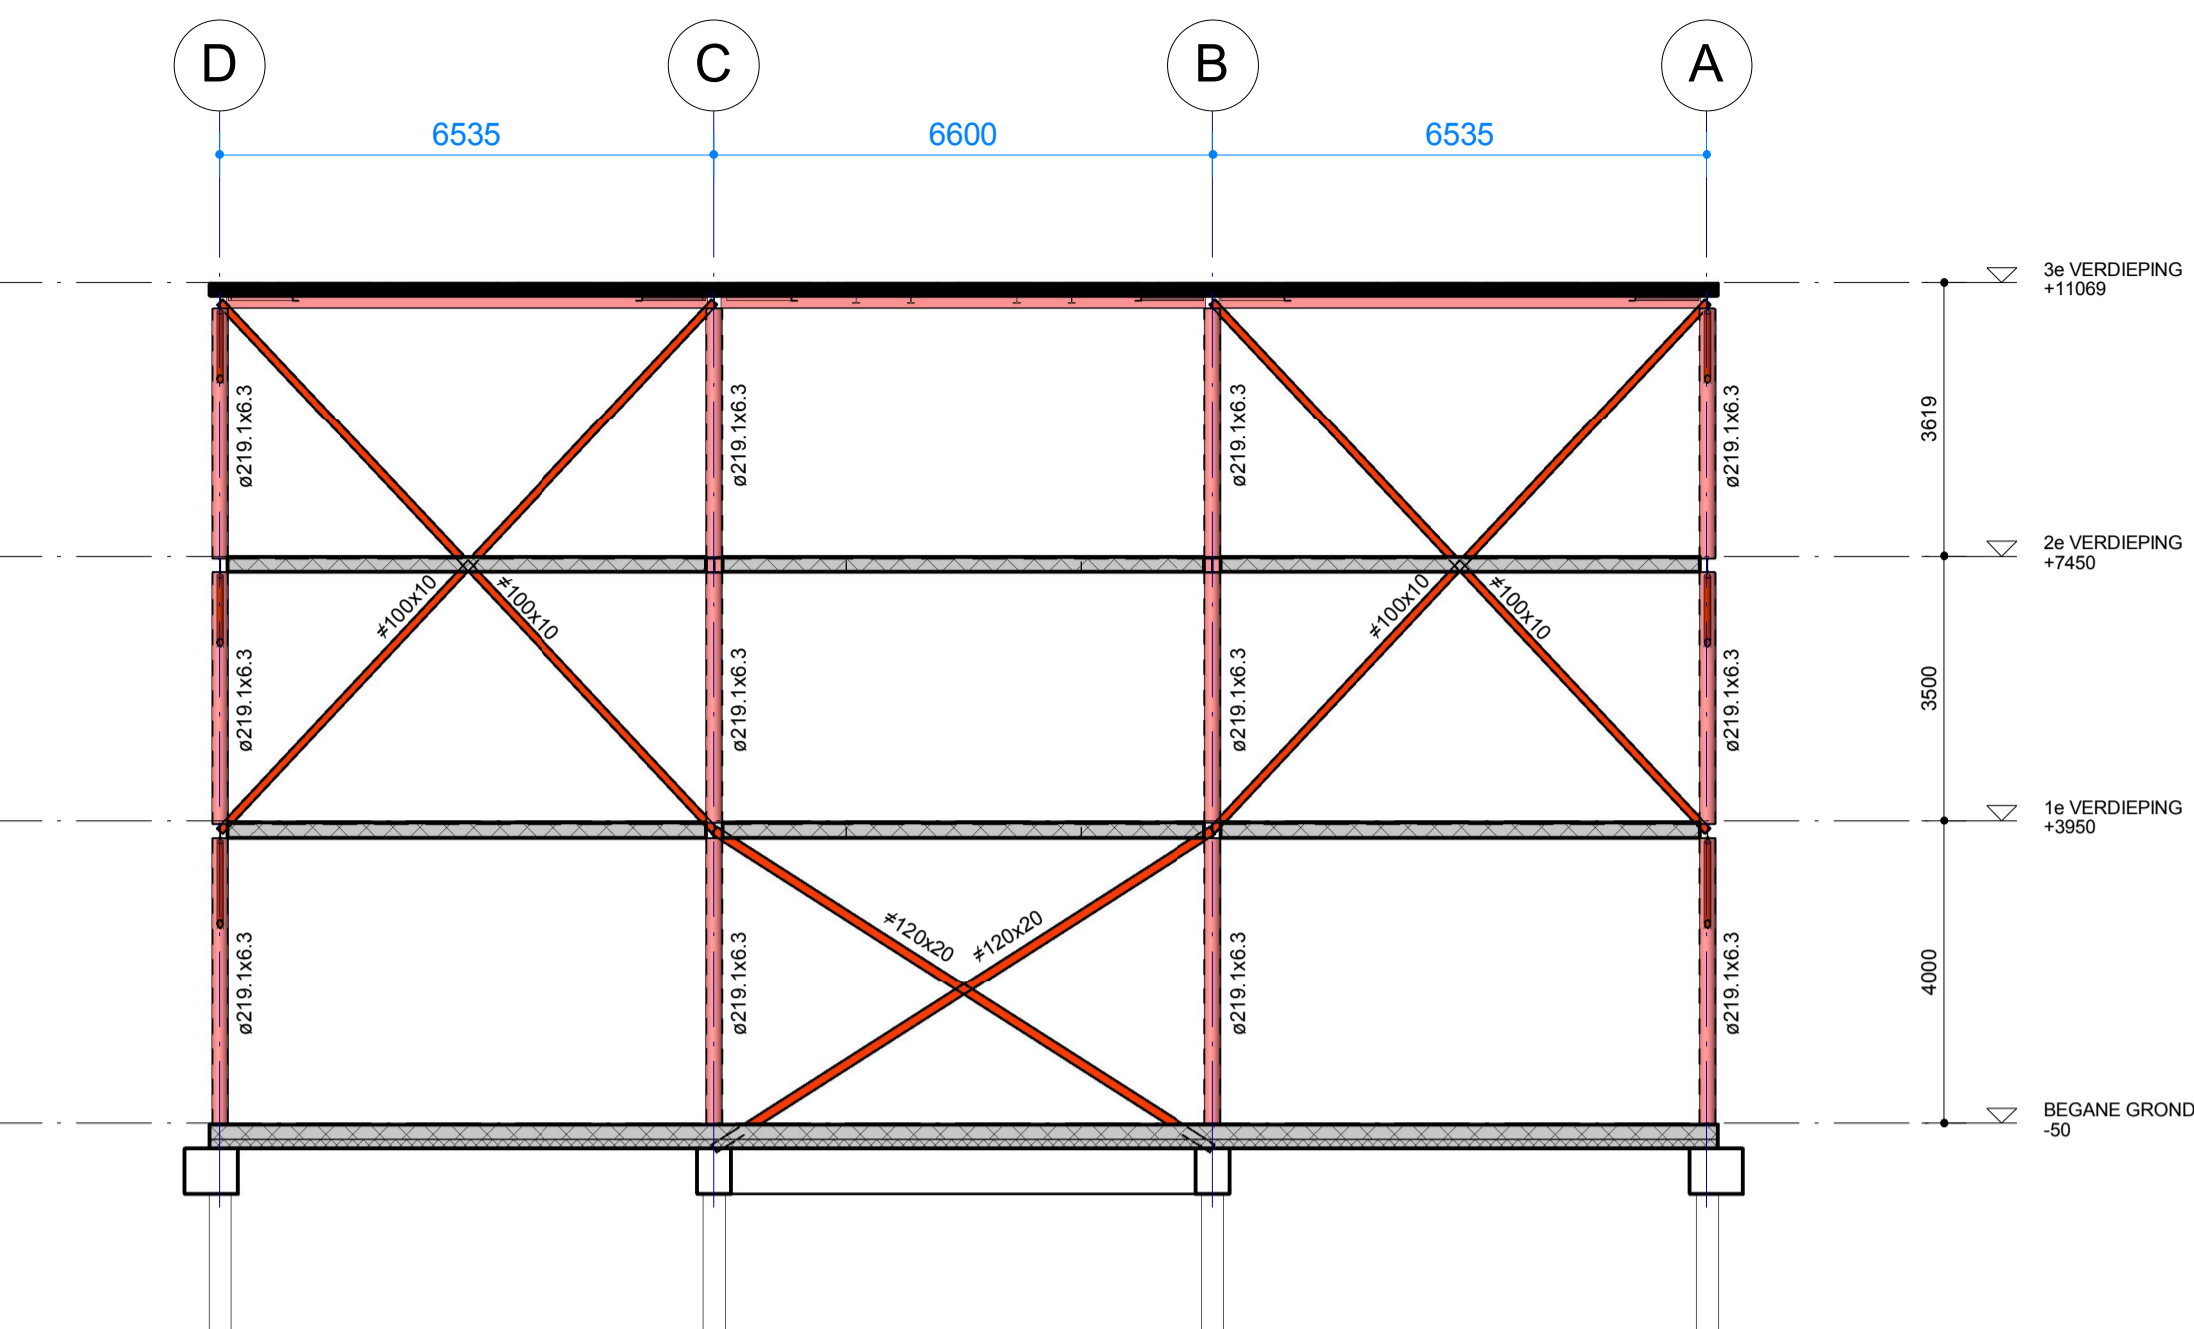 D
C
B
A
6535
6600
6535
3e VERDIEPING
+11069
ø219.1x6.3
ø219.1x6.3
ø219.1x6.3
ø219.1x6.3
3619
2e VERDIEPING
+7450
≠100x10
≠100x10
≠100x10
≠100x10
ø219.1x6.3
ø219.1x6.3
ø219.1x6.3
ø219.1x6.3
3500
1e VERDIEPING
+3950
≠120x20
≠120x20
ø219.1x6.3
ø219.1x6.3
ø219.1x6.3
ø219.1x6.3
4000
BEGANE GROND
-50